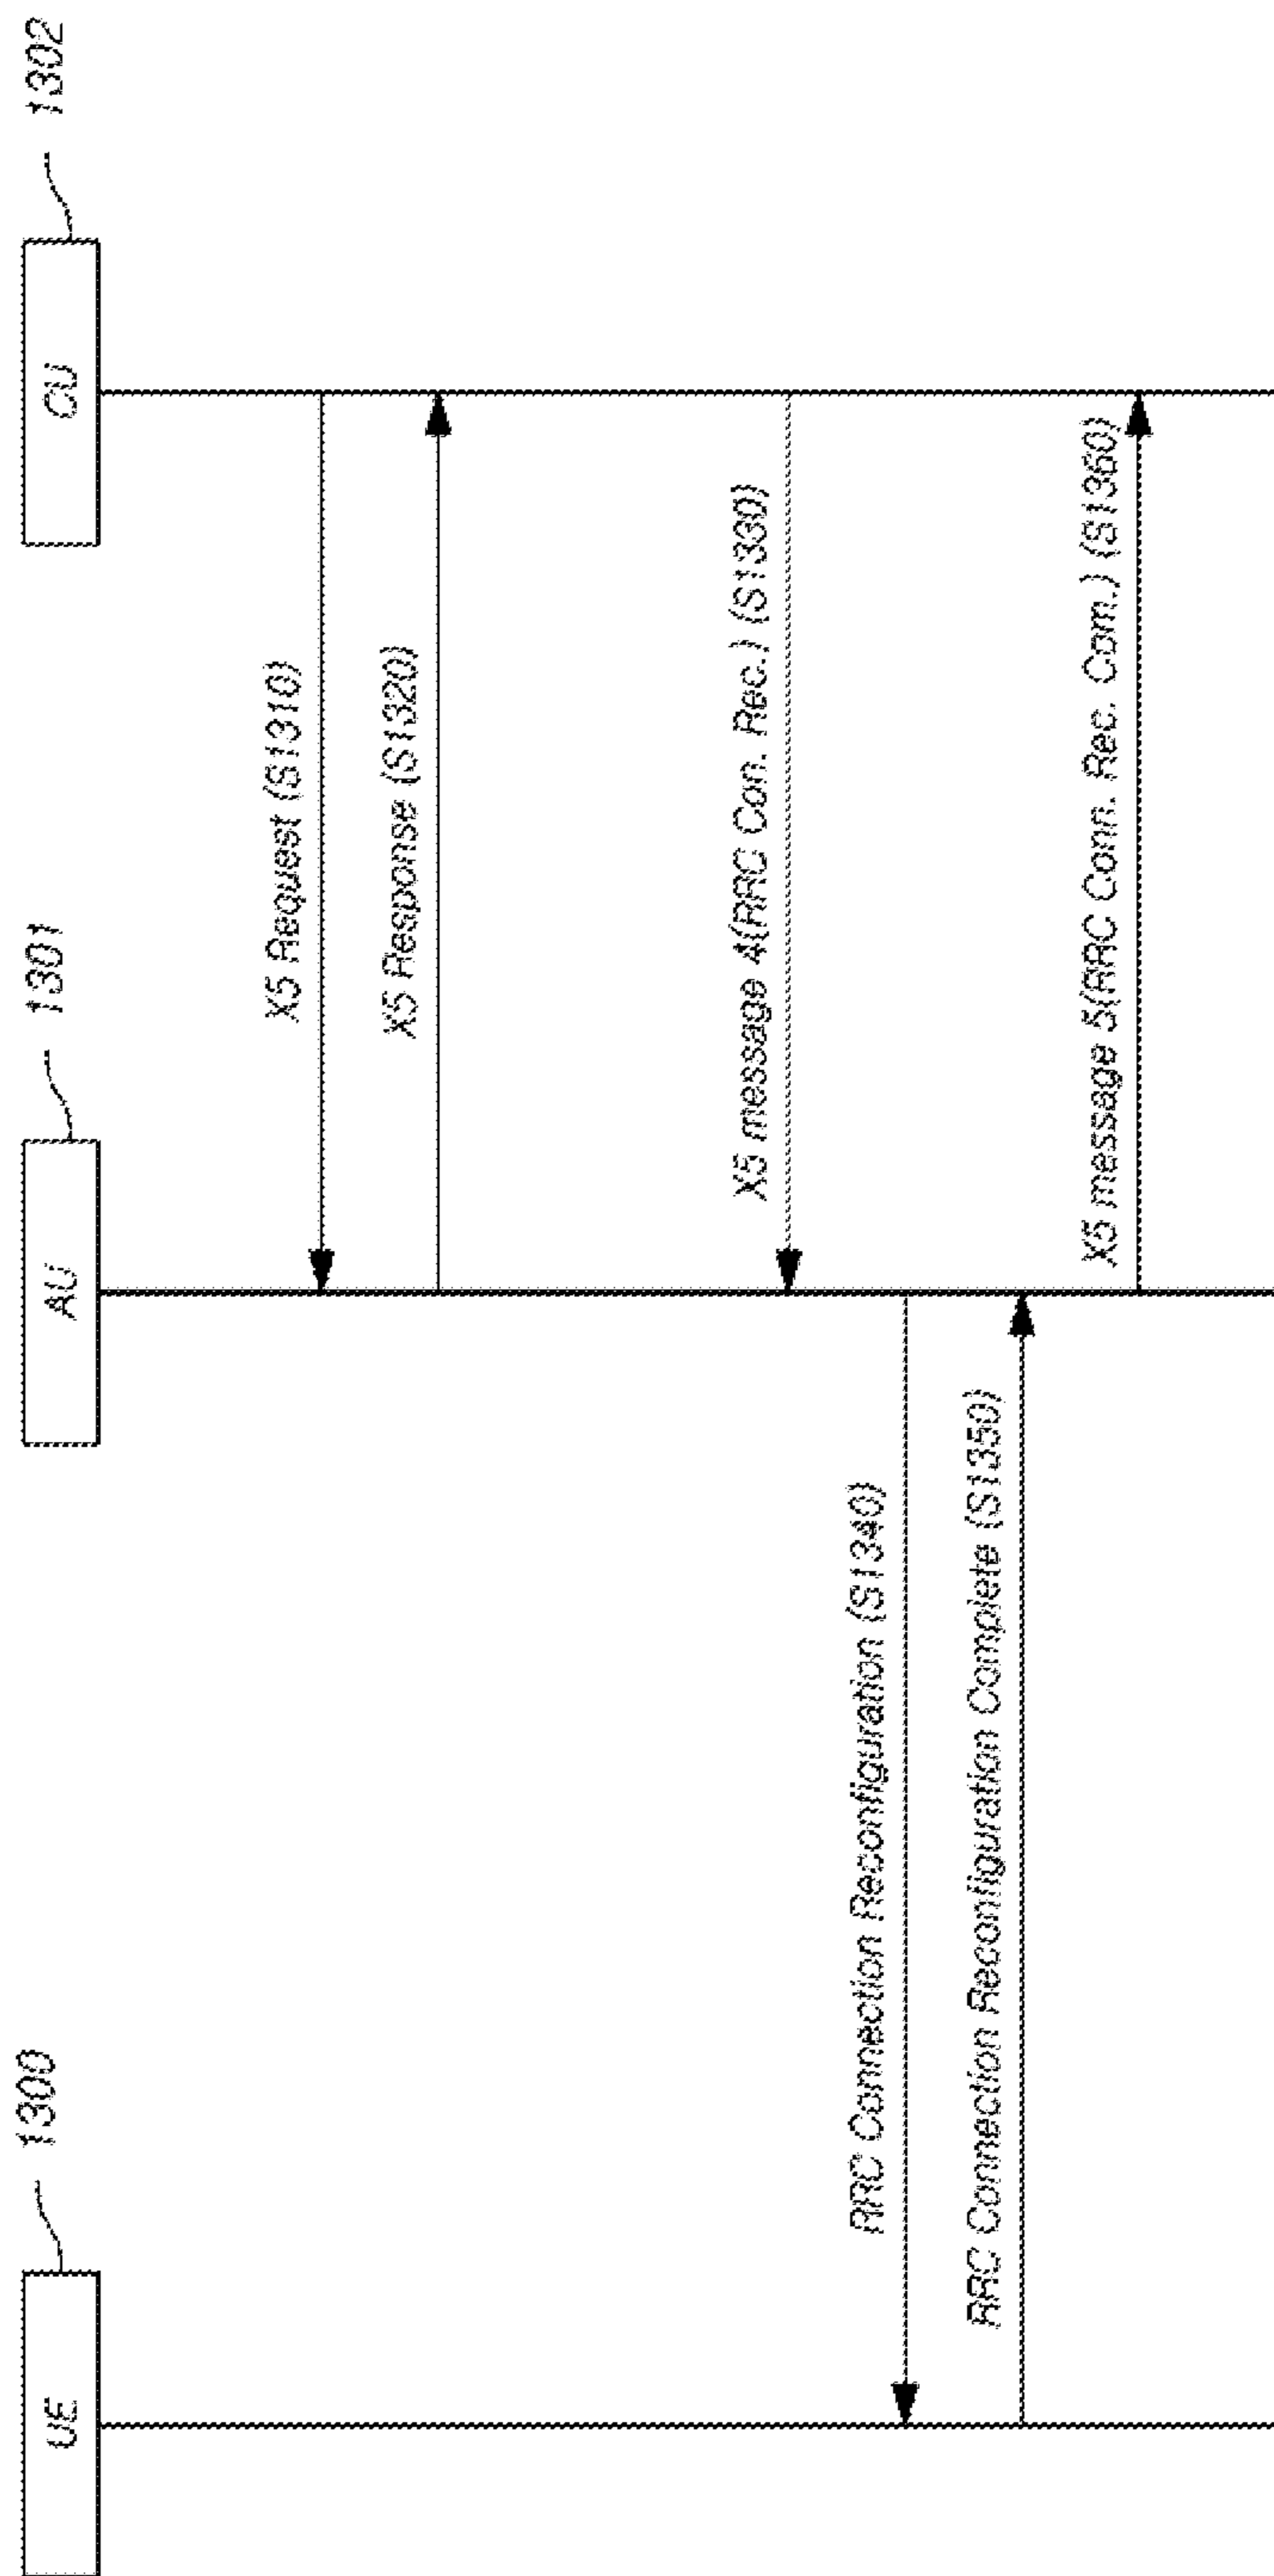 UE
1300
AU
1301
CU
1302
X5 Request (S1310)
X5 Response (S1320)
X5 message 4(RRC Con. Rec.) (S1330)
RRC Connection Reconfiguration (S1340)
RRC Connection Reconfiguration Complete (S1350)
X5 message 5(RRC Conn. Rec. Com.) (S1360)